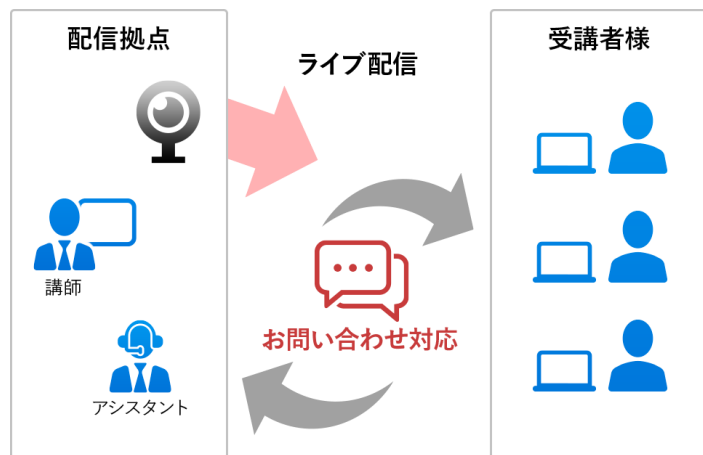 配信拠点
ライブ配信
受講者様
講師
お問い合わせ対応
アシスタント